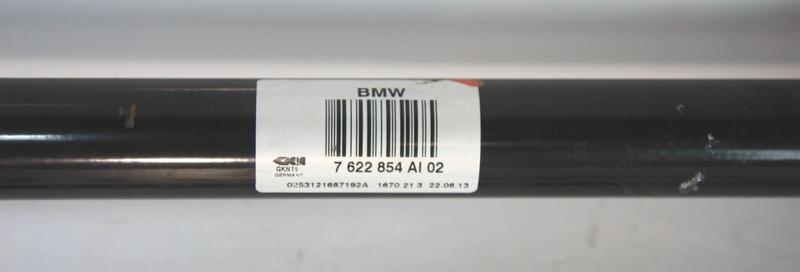 BMW
7 622 854 AI 02
GKN
GKN15
GERMANY
0253121687192A 1670 21 3 22.06.13